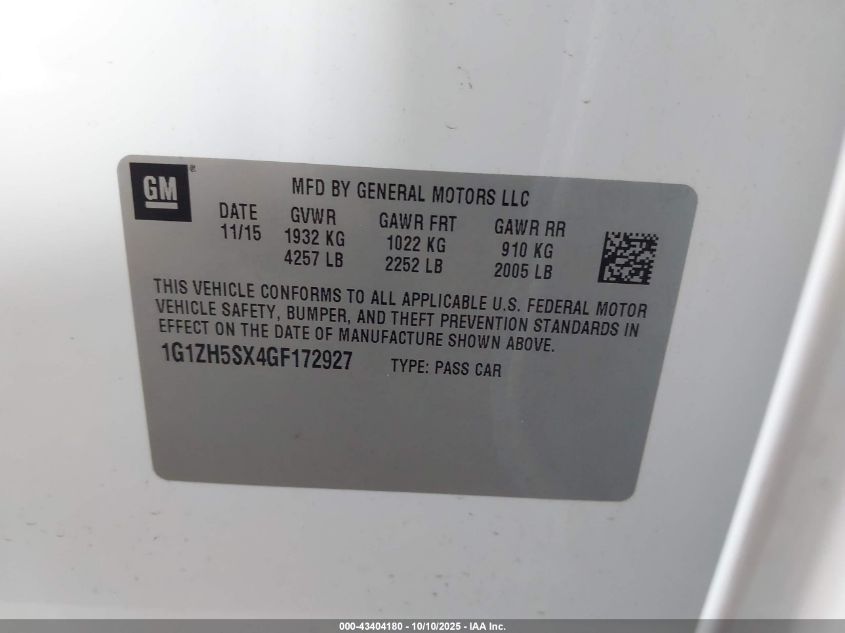 GM
MFD BY GENERAL MOTORS LLC
DATE GVWR GAWR FRT GAWR RR
11/15 1932 KG 1022 KG 910 KG
4257 LB 2252 LB 2005 LB
THIS VEHICLE CONFORMS TO ALL APPLICABLE U.S. FEDERAL MOTOR
VEHICLE SAFETY, BUMPER, AND THEFT PREVENTION STANDARDS IN
EFFECT ON THE DATE OF MANUFACTURE SHOWN ABOVE.
1G1ZH5SX4GF172927 TYPE: PASS CAR
000-43404180 - 10/10/2025 - IAA Inc.